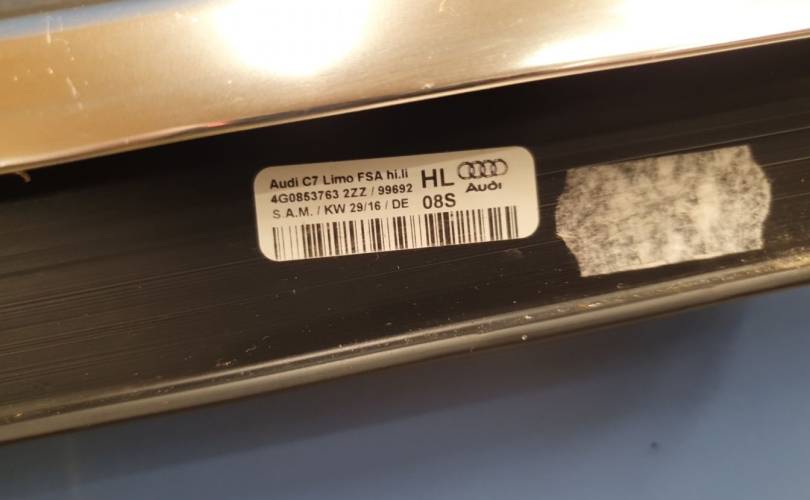 Audi C7 Limo FSA hi.li
4G0853763 2ZZ / 99692
S.A.M. / KW 29/16 / DE
HL
08S
Audi